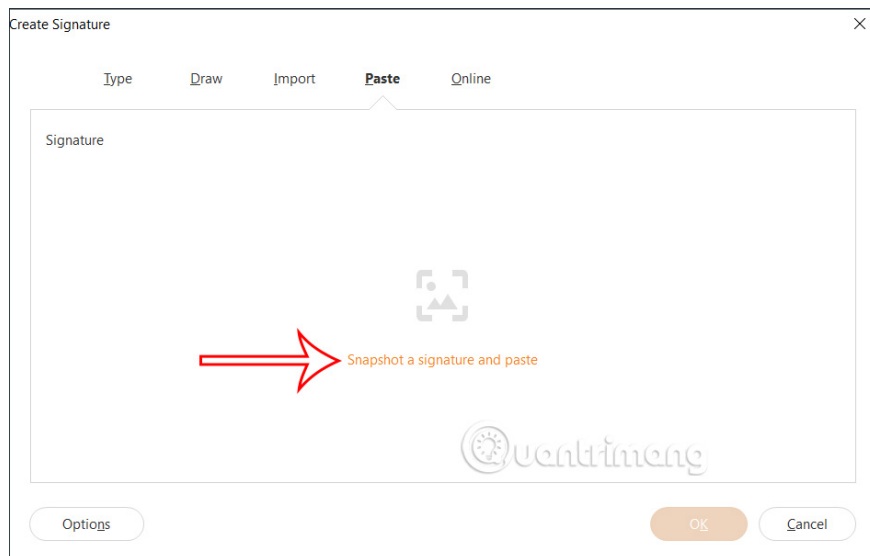 Create Signature
Type Draw Import Paste Online
Signature
Snapshot a signature and paste
Quantrimang
Options OK Cancel